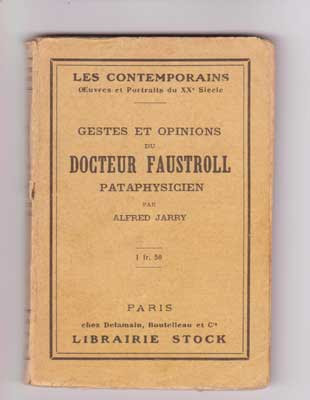 LES CONTEMPORAINS
Œuvres et Portraits du XXᵉ Siècle
GESTES ET OPINIONS
DU
DOCTEUR FAUSTROLL
PATAPHYSICIEN
PAR
ALFRED JARRY
1 fr. 50
PARIS
chez Delamain, Boutelleau et Cⁱᵉ
LIBRAIRIE STOCK